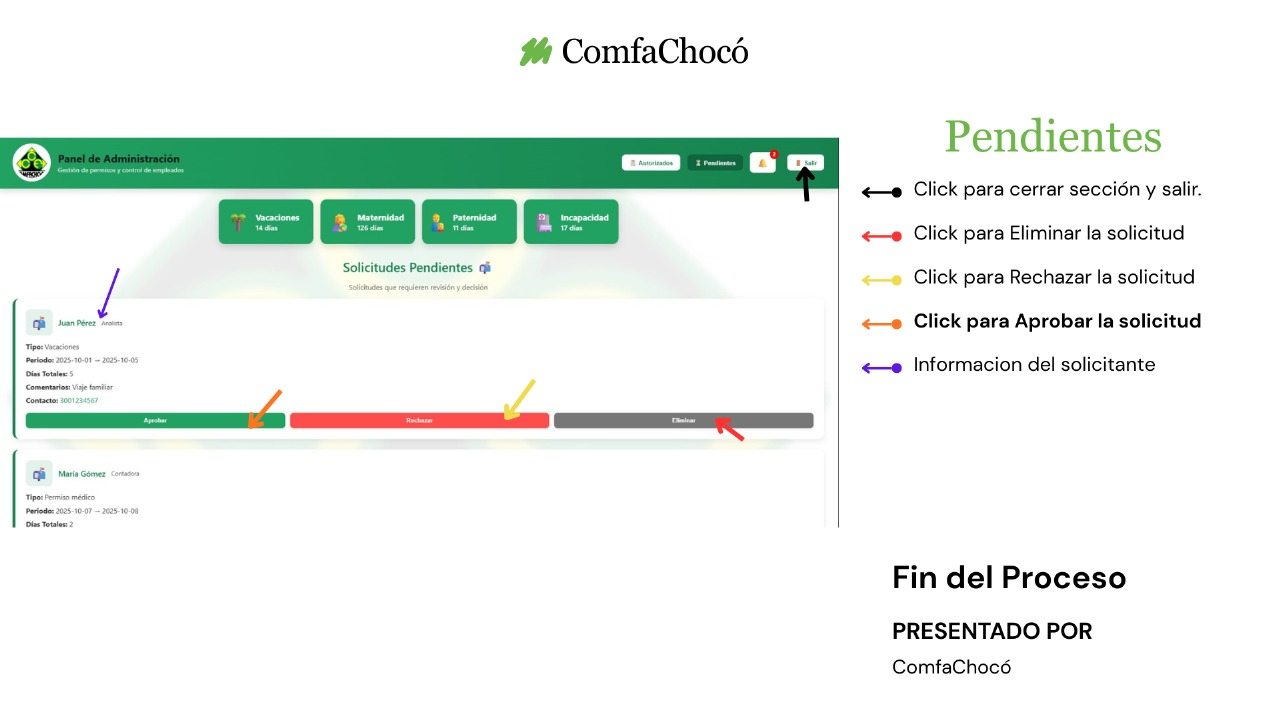 ComfaChocó
Panel de Administración
Gestión de permisos y control de empleados
Autorizados
Pendientes
2
Salir
Vacaciones
14 días
Maternidad
126 días
Paternidad
11 días
Incapacidad
17 días
Solicitudes Pendientes
Solicitudes que requieren revisión y decisión
Juan Pérez Analista
Tipo: Vacaciones
Periodo: 2025-10-01 → 2025-10-05
Días Totales: 5
Comentarios: Viaje familiar
Contacto: 3001234567
Aprobar
Rechazar
Eliminar
María Gómez Contadora
Tipo: Permiso médico
Periodo: 2025-10-07 → 2025-10-08
Días Totales: 2
Pendientes
Click para cerrar sección y salir.
Click para Eliminar la solicitud
Click para Rechazar la solicitud
Click para Aprobar la solicitud
Informacion del solicitante
Fin del Proceso
PRESENTADO POR
ComfaChocó